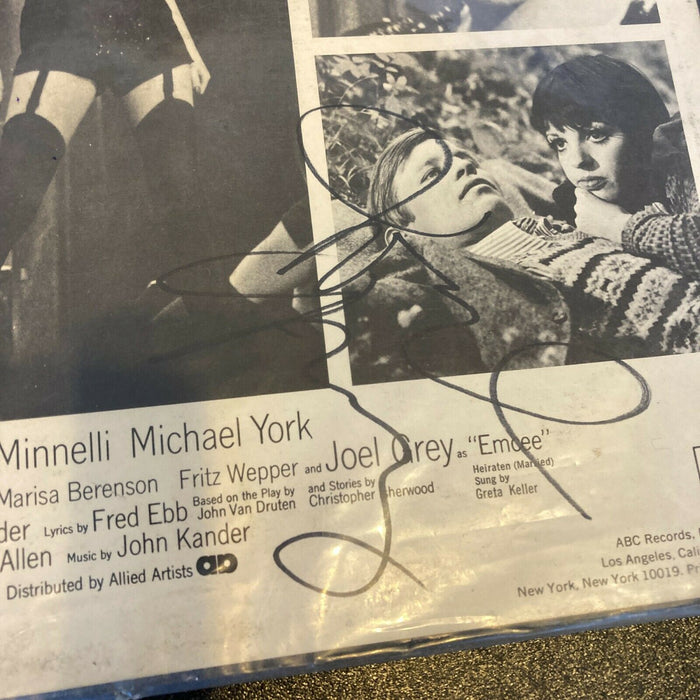 Minnelli Michael York
Marisa Berenson Fritz Wepper and Joel Grey as "Emcee"
der Lyrics by Fred Ebb Based on the Play by John Van Druten and Stories by Christopher Isherwood
Heiraten (Married)
Sung by
Greta Keller
Allen Music by John Kander
Distributed by Allied Artists
ABC Records,
Los Angeles, Cali
New York, New York 10019. Pr